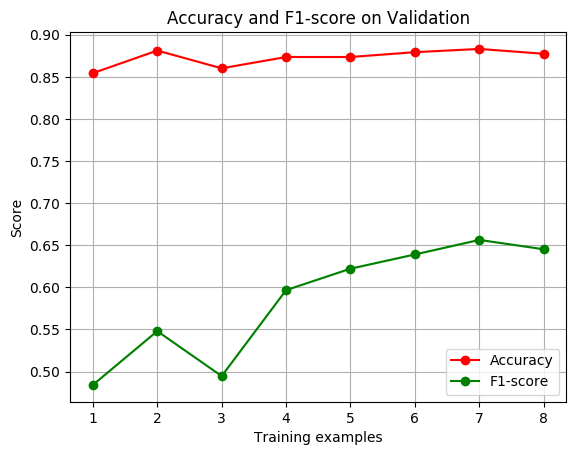 Accuracy and F1-score on Validation
0.90
0.85
0.80
0.75
0.70
0.65
0.60
0.55
0.50
Score
Accuracy
F1-score
1 2 3 4 5 6 7 8
Training examples